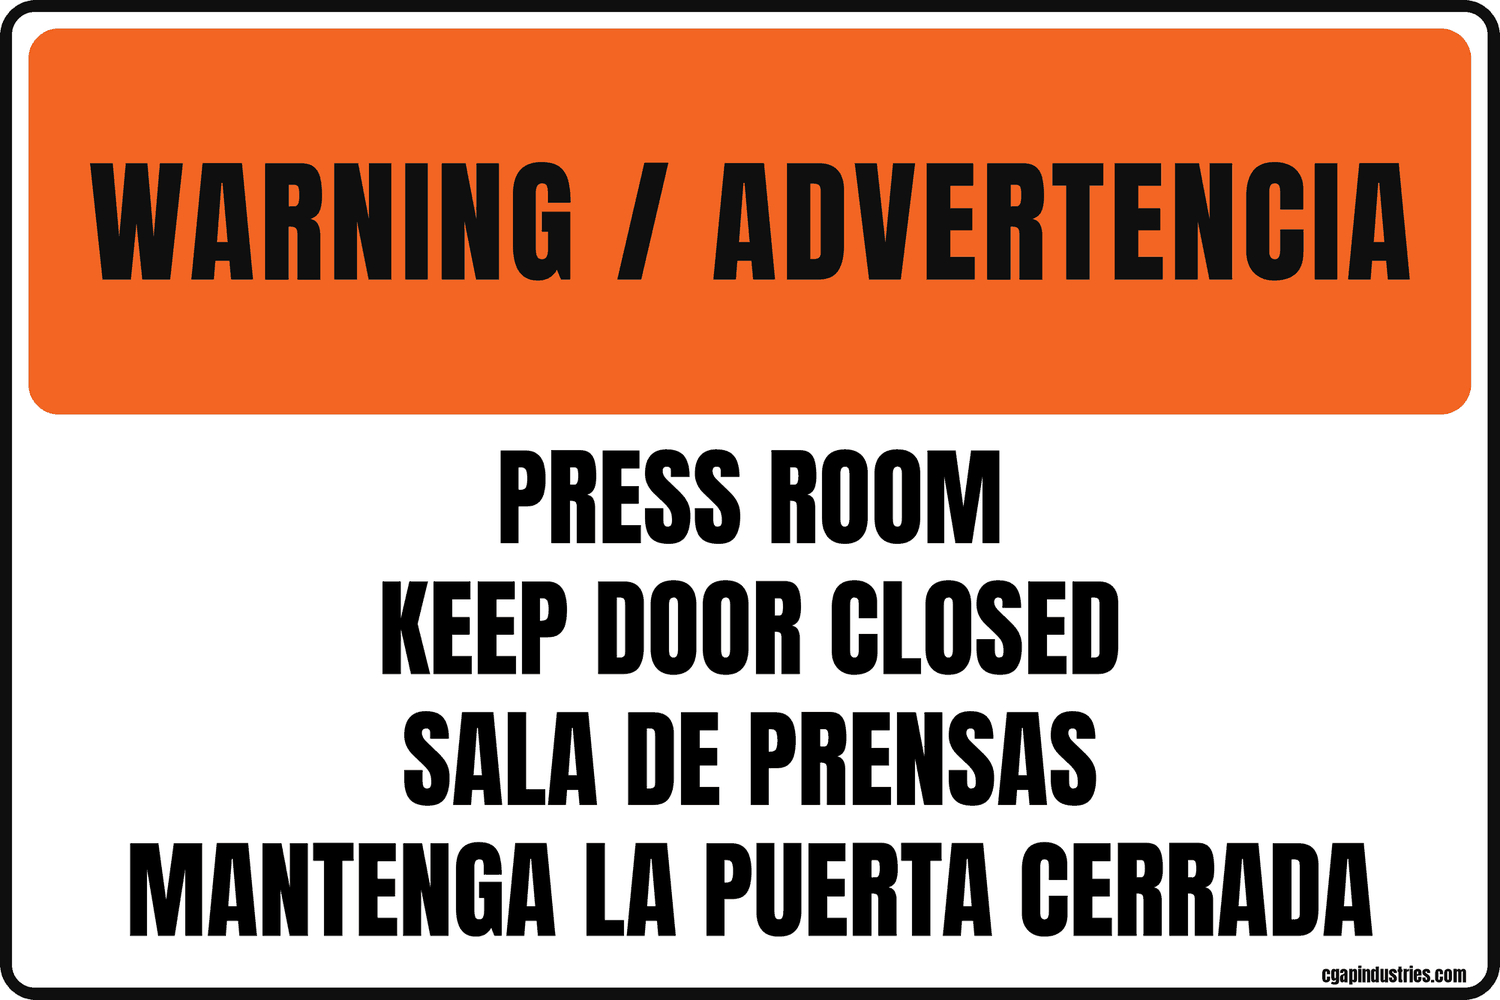 WARNING / ADVERTENCIA
PRESS ROOM
KEEP DOOR CLOSED
SALA DE PRENSAS
MANTENGA LA PUERTA CERRADA
cgapindustries.com